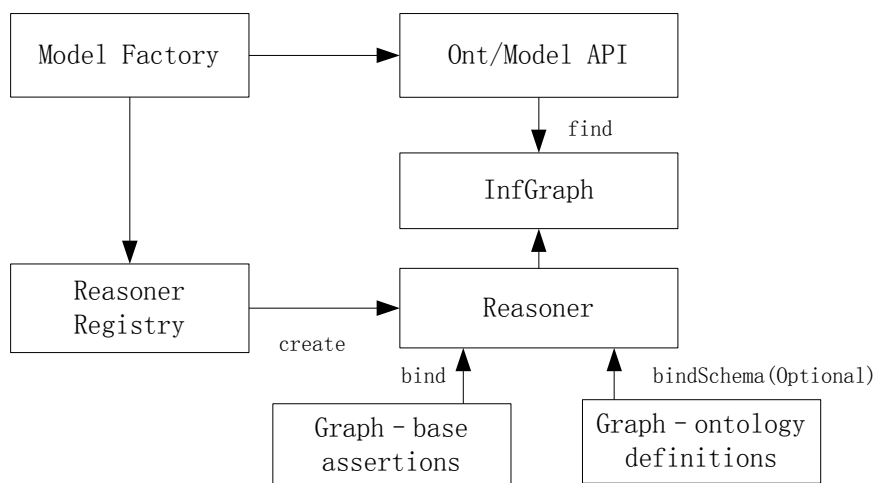 Model Factory
Ont/Model API
find
InfGraph
Reasoner
Registry
create
Reasoner
bind
bindSchema(Optional)
Graph-base
assertions
Graph-ontology
definitions